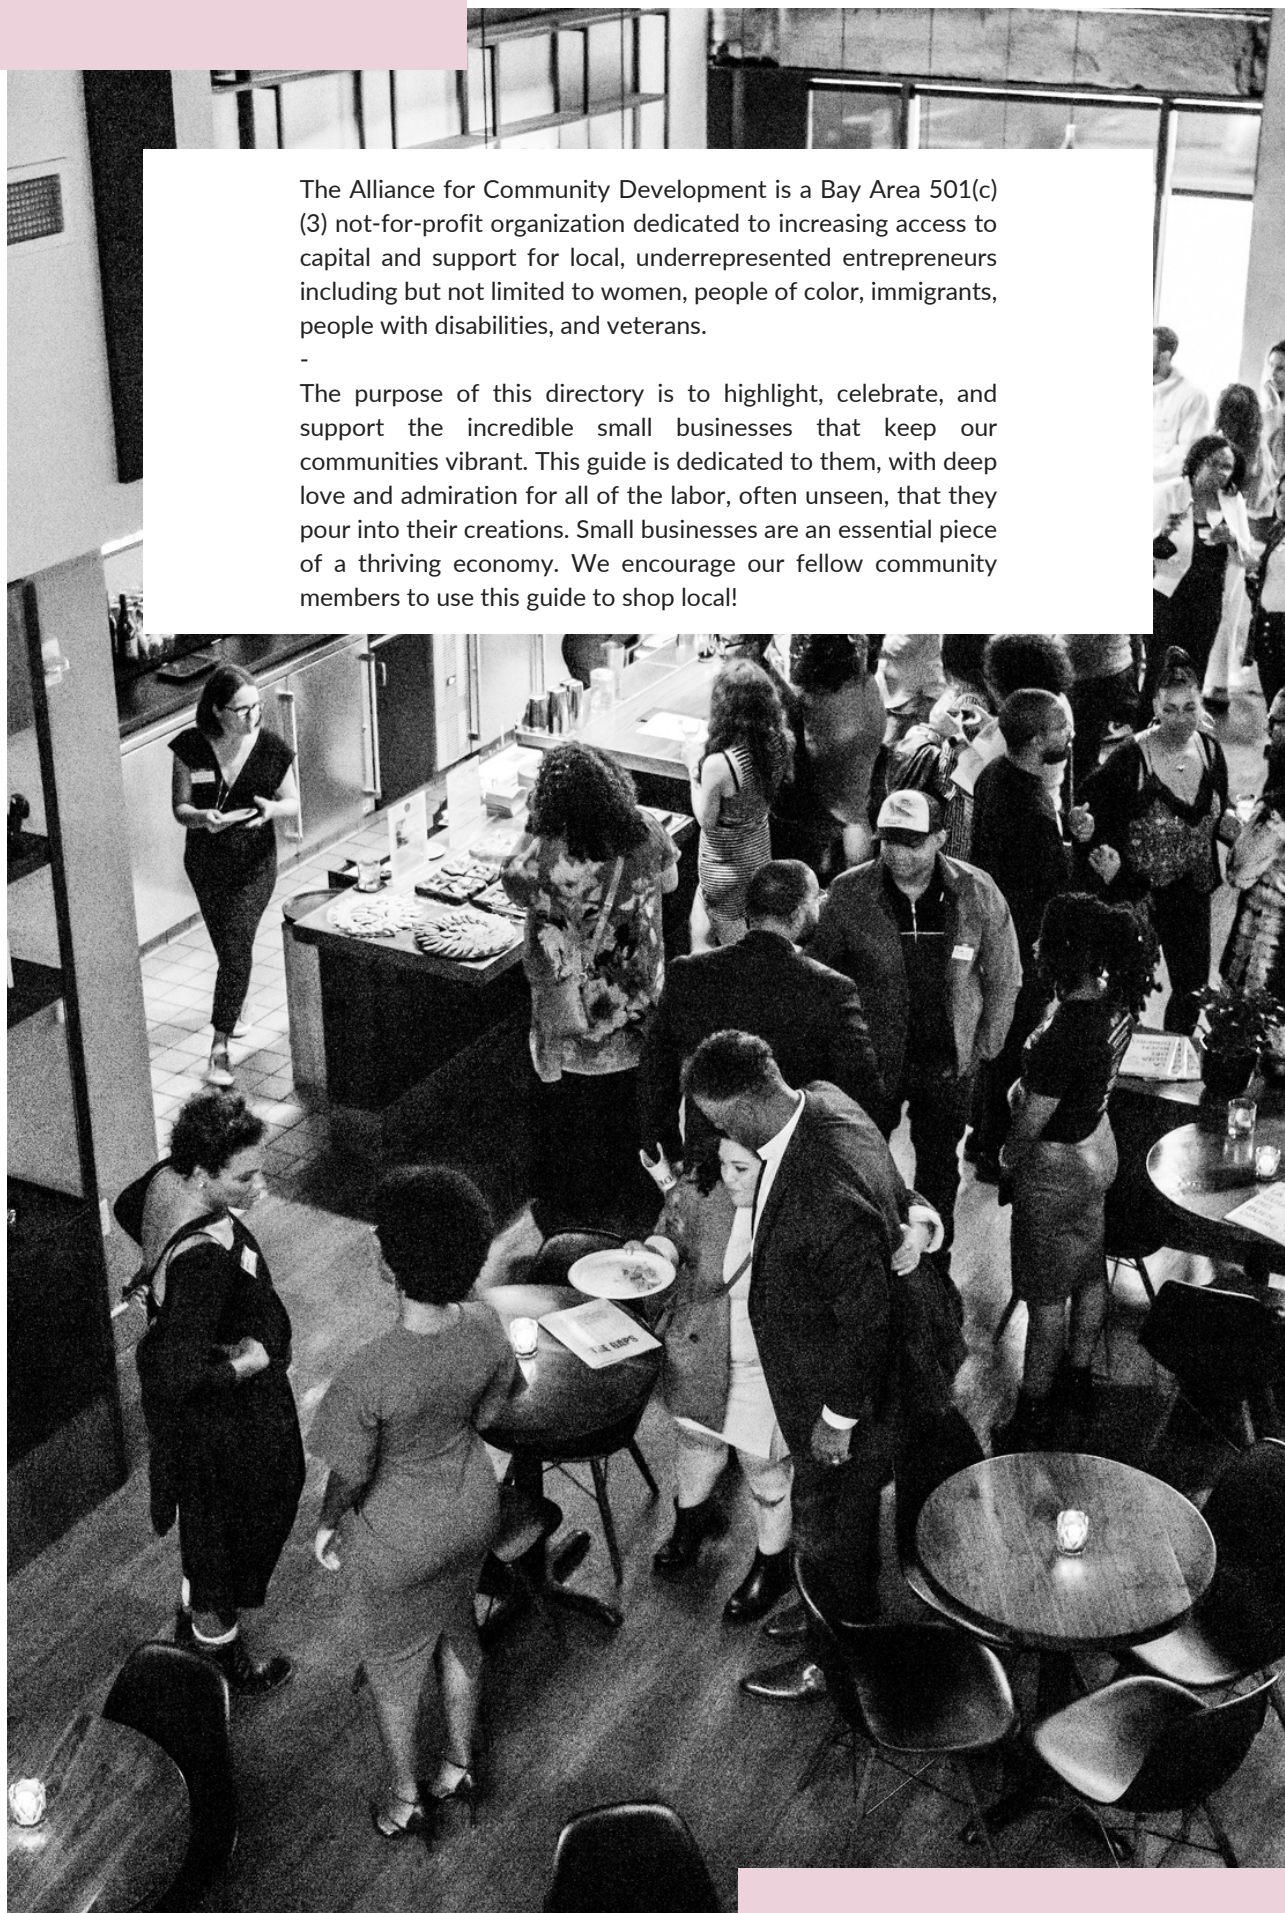 The Alliance for Community Development is a Bay Area 501(c)
(3) not-for-profit organization dedicated to increasing access to
capital and support for local, underrepresented entrepreneurs
including but not limited to women, people of color, immigrants,
people with disabilities, and veterans.
-
The purpose of this directory is to highlight, celebrate, and
support the incredible small businesses that keep our
communities vibrant. This guide is dedicated to them, with deep
love and admiration for all of the labor, often unseen, that they
pour into their creations. Small businesses are an essential piece
of a thriving economy. We encourage our fellow community
members to use this guide to shop local!